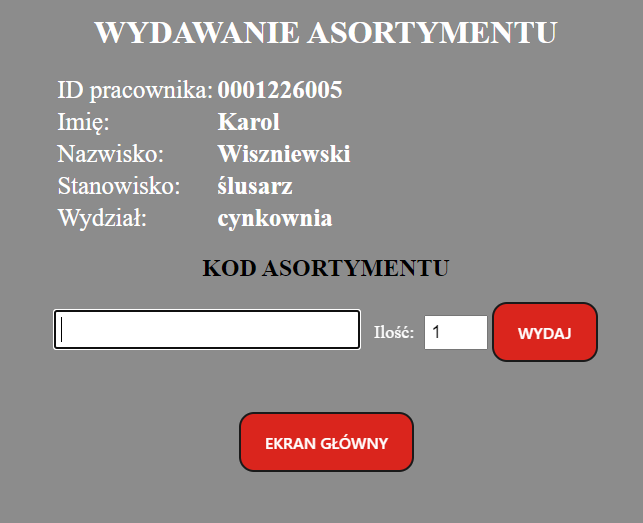 WYDAWANIE ASORTYMENTU
ID pracownika: 0001226005
Imię: Karol
Nazwisko: Wiszniewski
Stanowisko: ślusarz
Wydział: cynkownia
KOD ASORTYMENTU
Ilość: 1 WYDAJ
EKRAN GŁÓWNY